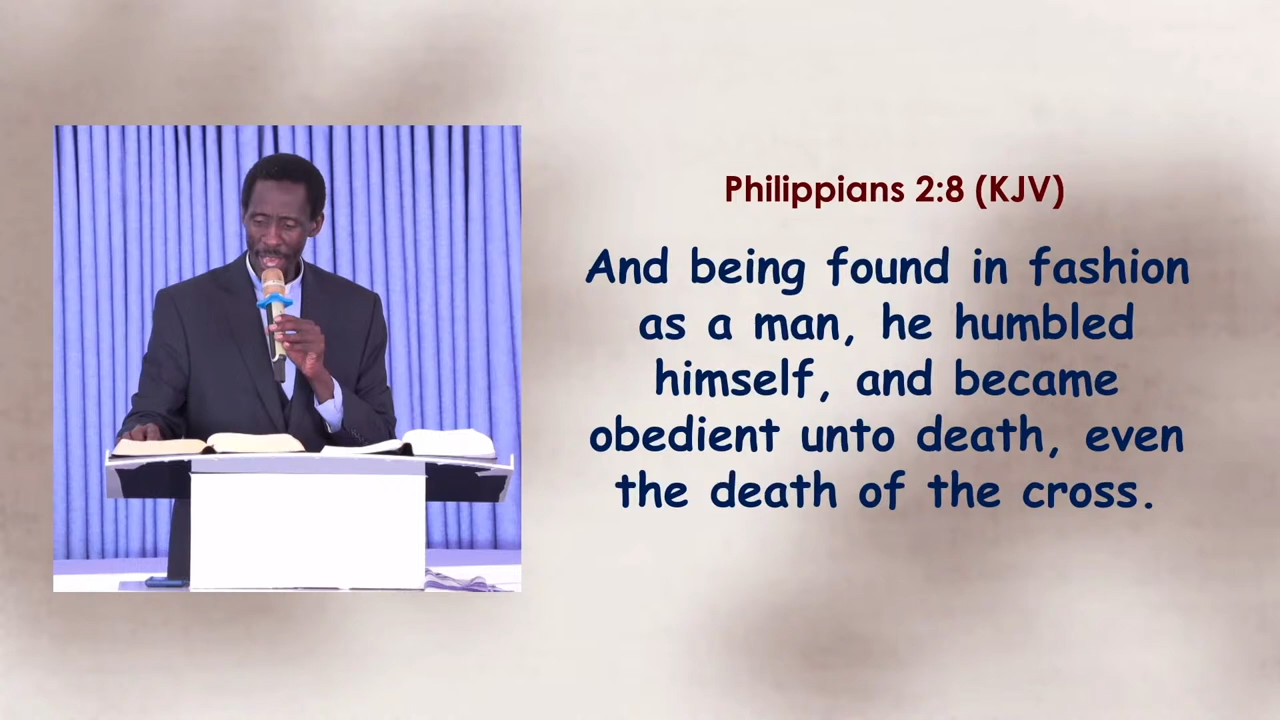 Philippians 2:8 (KJV)
And being found in fashion
as a man, he humbled
himself, and became
obedient unto death, even
the death of the cross.